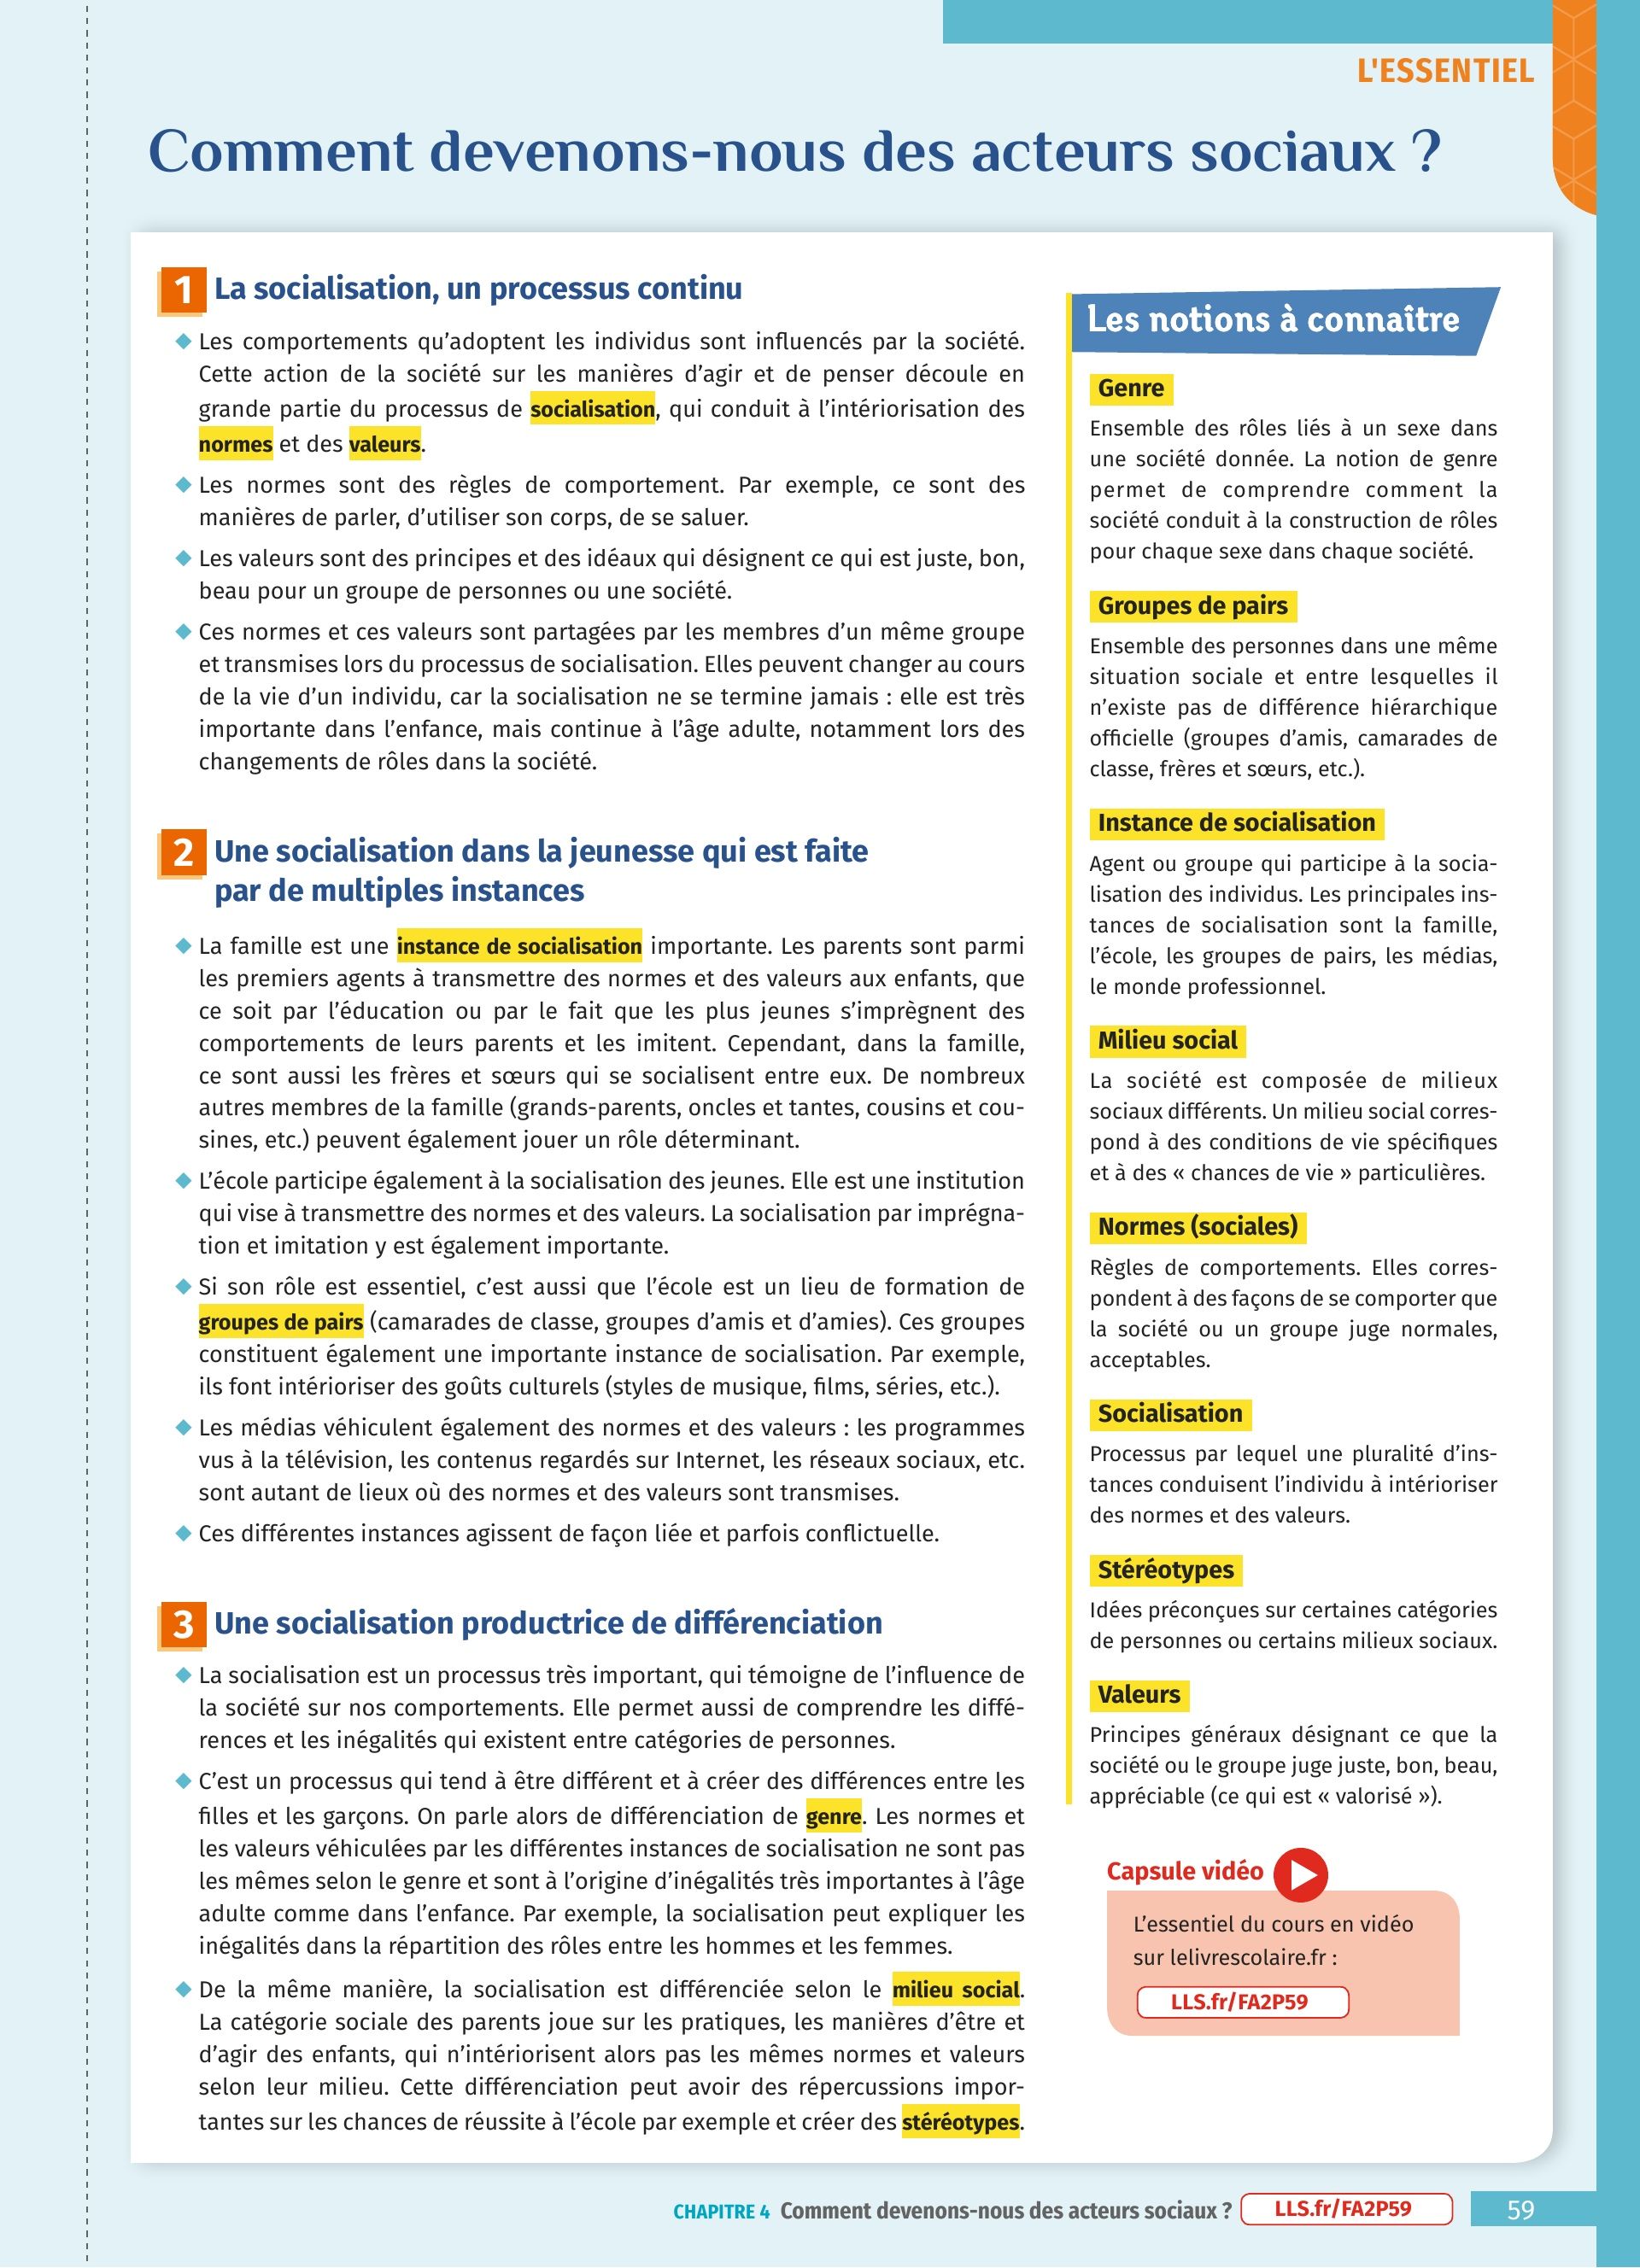 L'ESSENTIEL
Comment devenons-nous des acteurs sociaux ?
1 La socialisation, un processus continu
Les comportements qu’adoptent les individus sont influencés par la société.
Cette action de la société sur les manières d’agir et de penser découle en
grande partie du processus de socialisation, qui conduit à l’intériorisation des
normes et des valeurs.
Les normes sont des règles de comportement. Par exemple, ce sont des
manières de parler, d’utiliser son corps, de se saluer.
Les valeurs sont des principes et des idéaux qui désignent ce qui est juste, bon,
beau pour un groupe de personnes ou une société.
Ces normes et ces valeurs sont partagées par les membres d’un même groupe
et transmises lors du processus de socialisation. Elles peuvent changer au cours
de la vie d’un individu, car la socialisation ne se termine jamais : elle est très
importante dans l’enfance, mais continue à l’âge adulte, notamment lors des
changements de rôles dans la société.
2 Une socialisation dans la jeunesse qui est faite
par de multiples instances
La famille est une instance de socialisation importante. Les parents sont parmi
les premiers agents à transmettre des normes et des valeurs aux enfants, que
ce soit par l’éducation ou par le fait que les plus jeunes s’imprègnent des
comportements de leurs parents et les imitent. Cependant, dans la famille,
ce sont aussi les frères et sœurs qui se socialisent entre eux. De nombreux
autres membres de la famille (grands-parents, oncles et tantes, cousins et cou-
sines, etc.) peuvent également jouer un rôle déterminant.
L’école participe également à la socialisation des jeunes. Elle est une institution
qui vise à transmettre des normes et des valeurs. La socialisation par imprégna-
tion et imitation y est également importante.
Si son rôle est essentiel, c’est aussi que l’école est un lieu de formation de
groupes de pairs (camarades de classe, groupes d’amis et d’amies). Ces groupes
constituent également une importante instance de socialisation. Par exemple,
ils font intérioriser des goûts culturels (styles de musique, films, séries, etc.).
Les médias véhiculent également des normes et des valeurs : les programmes
vus à la télévision, les contenus regardés sur Internet, les réseaux sociaux, etc.
sont autant de lieux où des normes et des valeurs sont transmises.
Ces différentes instances agissent de façon liée et parfois conflictuelle.
3 Une socialisation productrice de différenciation
La socialisation est un processus très important, qui témoigne de l’influence de
la société sur nos comportements. Elle permet aussi de comprendre les diffé-
rences et les inégalités qui existent entre catégories de personnes.
C’est un processus qui tend à être différent et à créer des différences entre les
filles et les garçons. On parle alors de différenciation de genre. Les normes et
les valeurs véhiculées par les différentes instances de socialisation ne sont pas
les mêmes selon le genre et sont à l’origine d’inégalités très importantes à l’âge
adulte comme dans l’enfance. Par exemple, la socialisation peut expliquer les
inégalités dans la répartition des rôles entre les hommes et les femmes.
De la même manière, la socialisation est différenciée selon le milieu social.
La catégorie sociale des parents joue sur les pratiques, les manières d’être et
d’agir des enfants, qui n’intériorisent alors pas les mêmes normes et valeurs
selon leur milieu. Cette différenciation peut avoir des répercussions impor-
tantes sur les chances de réussite à l’école par exemple et créer des stéréotypes.
Les notions à connaître
Genre
Ensemble des rôles liés à un sexe dans
une société donnée. La notion de genre
permet de comprendre comment la
société conduit à la construction de rôles
pour chaque sexe dans chaque société.
Groupes de pairs
Ensemble des personnes dans une même
situation sociale et entre lesquelles il
n’existe pas de différence hiérarchique
officielle (groupes d’amis, camarades de
classe, frères et sœurs, etc.).
Instance de socialisation
Agent ou groupe qui participe à la socia-
lisation des individus. Les principales ins-
tances de socialisation sont la famille,
l’école, les groupes de pairs, les médias,
le monde professionnel.
Milieu social
La société est composée de milieux
sociaux différents. Un milieu social corres-
pond à des conditions de vie spécifiques
et à des « chances de vie » particulières.
Normes (sociales)
Règles de comportements. Elles corres-
pondent à des façons de se comporter que
la société ou un groupe juge normales,
acceptables.
Socialisation
Processus par lequel une pluralité d’ins-
tances conduisent l’individu à intérioriser
des normes et des valeurs.
Stéréotypes
Idées préconçues sur certaines catégories
de personnes ou certains milieux sociaux.
Valeurs
Principes généraux désignant ce que la
société ou le groupe juge juste, bon, beau,
appréciable (ce qui est « valorisé »).
Capsule vidéo
L’essentiel du cours en vidéo
sur lelivrescolaire.fr :
LLS.fr/FA2P59
CHAPITRE 4 Comment devenons-nous des acteurs sociaux ? LLS.fr/FA2P59 59